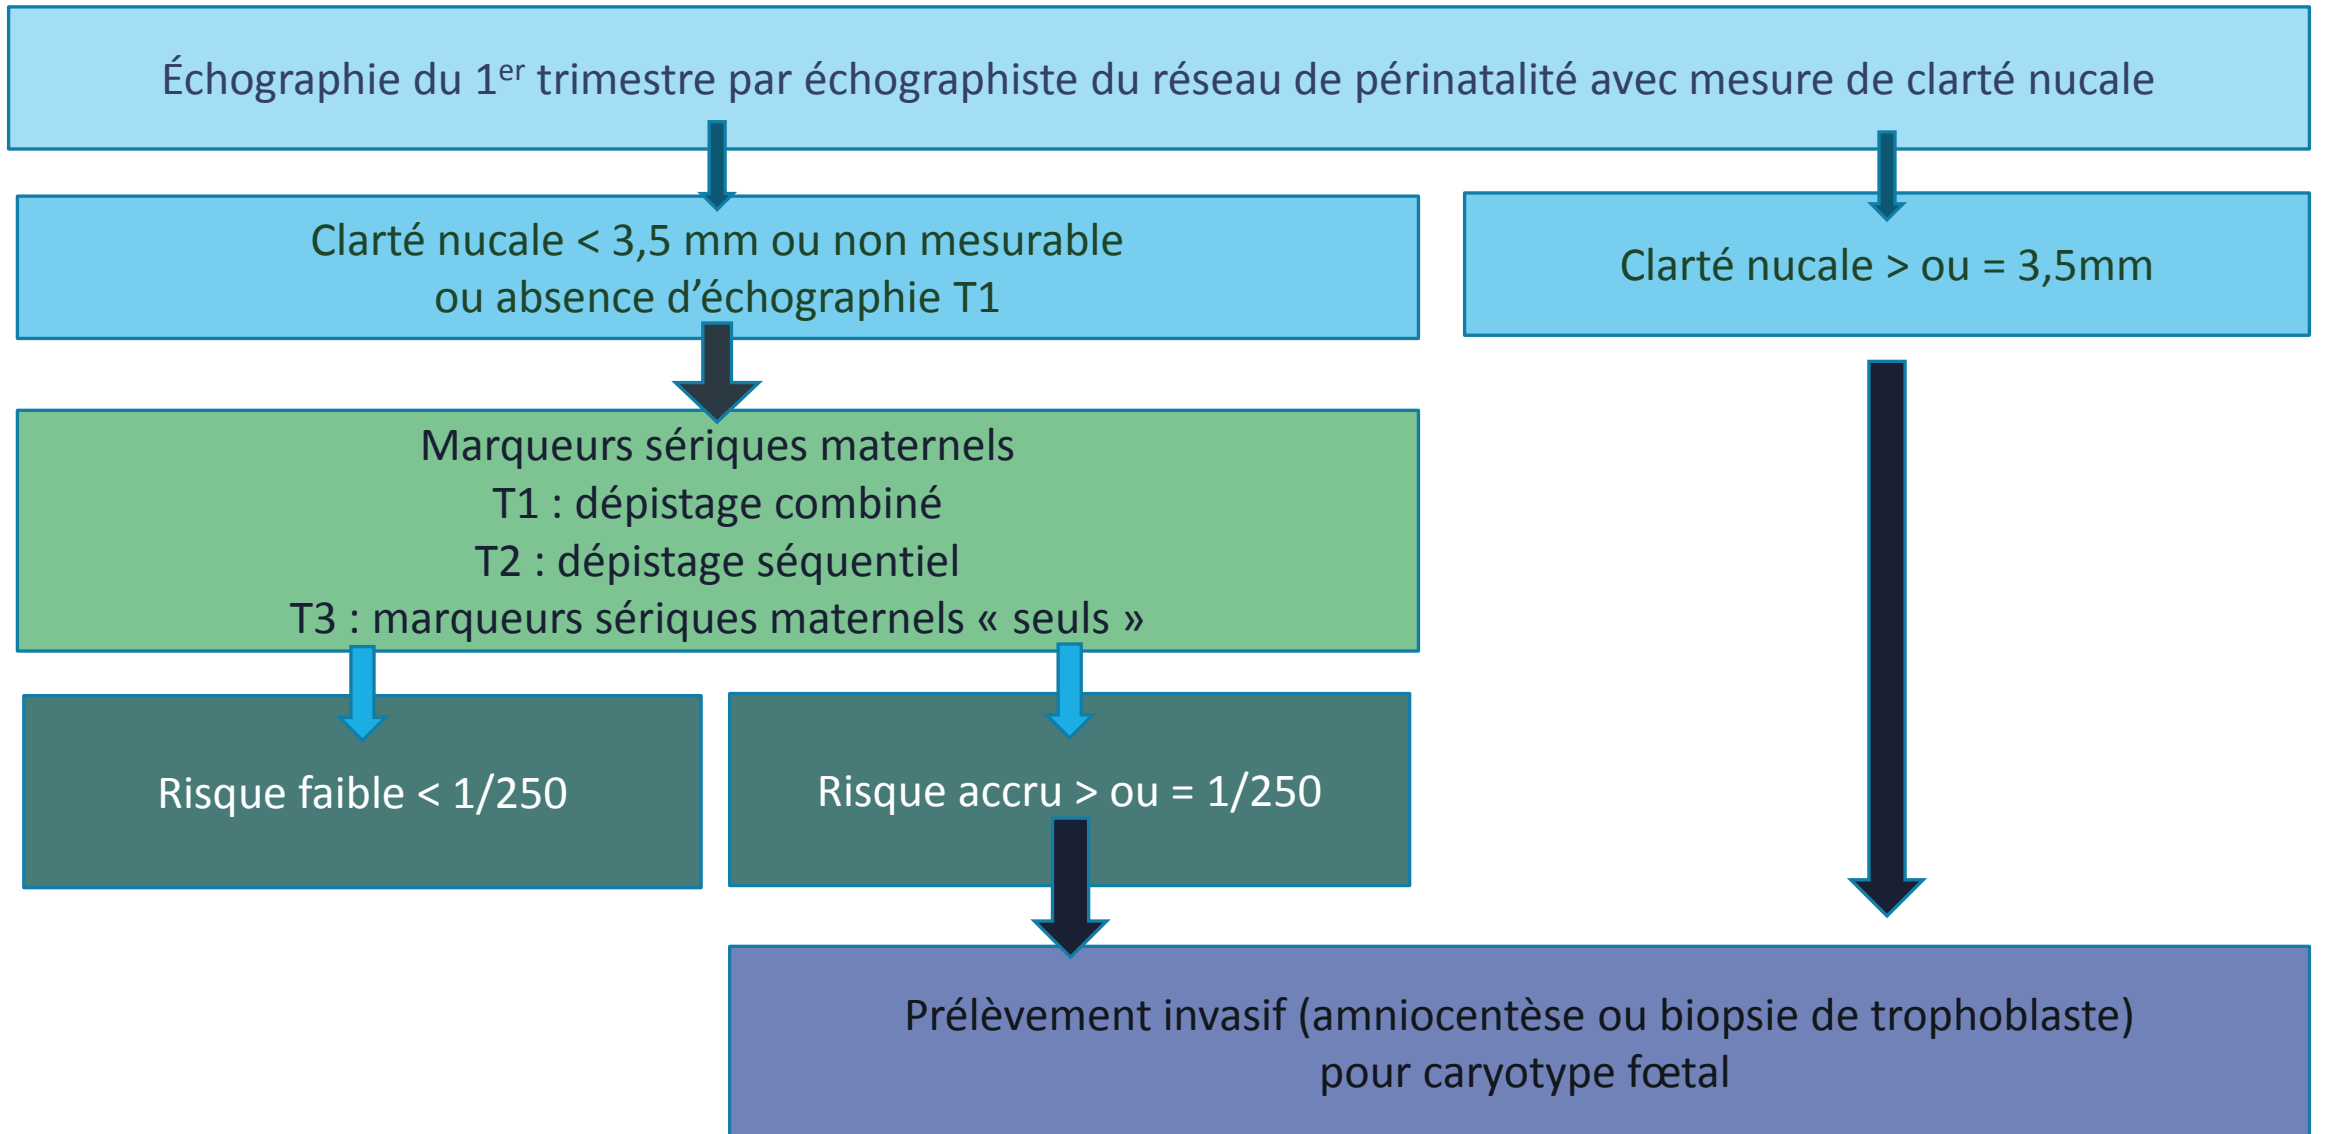 Échographie du 1er trimestre par échographiste du réseau de périnatalité avec mesure de clarté nucale
Clarté nucale < 3,5 mm ou non mesurable
ou absence d’échographie T1
Clarté nucale > ou = 3,5mm
Marqueurs sériques maternels
T1 : dépistage combiné
T2 : dépistage séquentiel
T3 : marqueurs sériques maternels « seuls »
Risque faible < 1/250
Risque accru > ou = 1/250
Prélèvement invasif (amniocentèse ou biopsie de trophoblaste)
pour caryotype fœtal